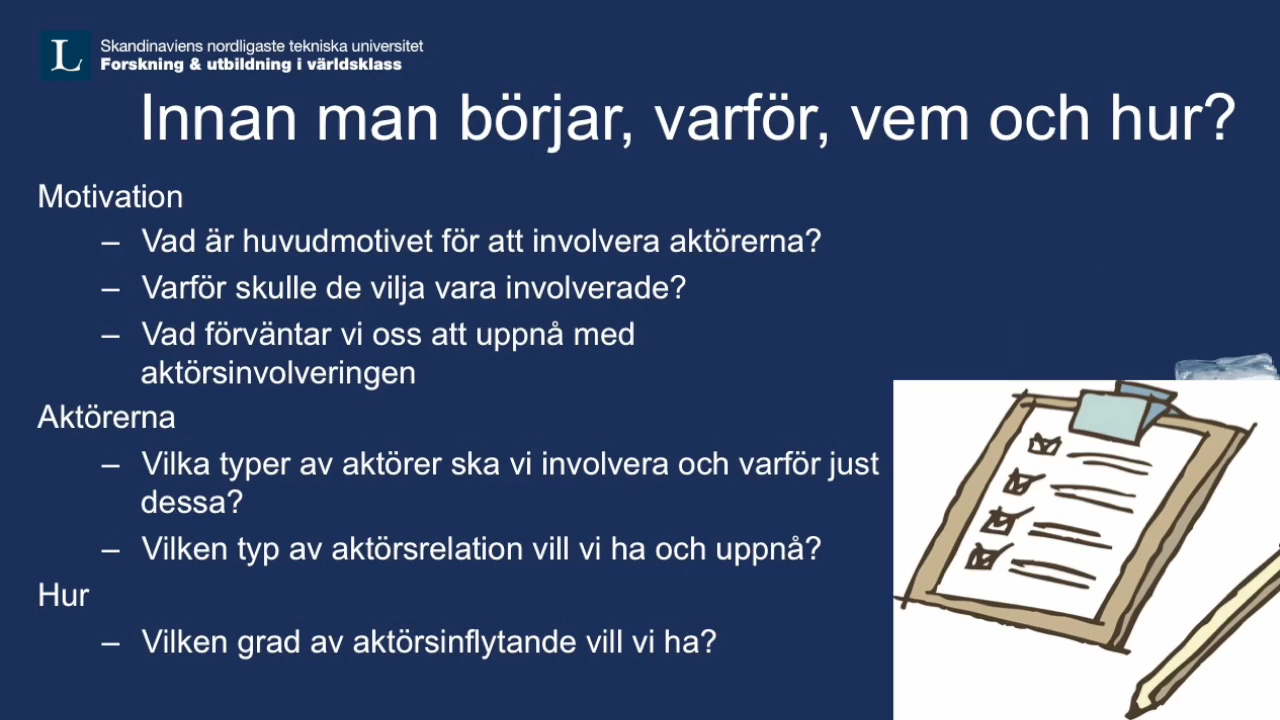 L
Skandinaviens nordligaste tekniska universitet
Forskning & utbildning i världsklass
Innan man börjar, varför, vem och hur?
Motivation
– Vad är huvudmotivet för att involvera aktörerna?
– Varför skulle de vilja vara involverade?
– Vad förväntar vi oss att uppnå med
aktörsinvolveringen
Aktörerna
– Vilka typer av aktörer ska vi involvera och varför just
dessa?
– Vilken typ av aktörsrelation vill vi ha och uppnå?
Hur
– Vilken grad av aktörsinflytande vill vi ha?